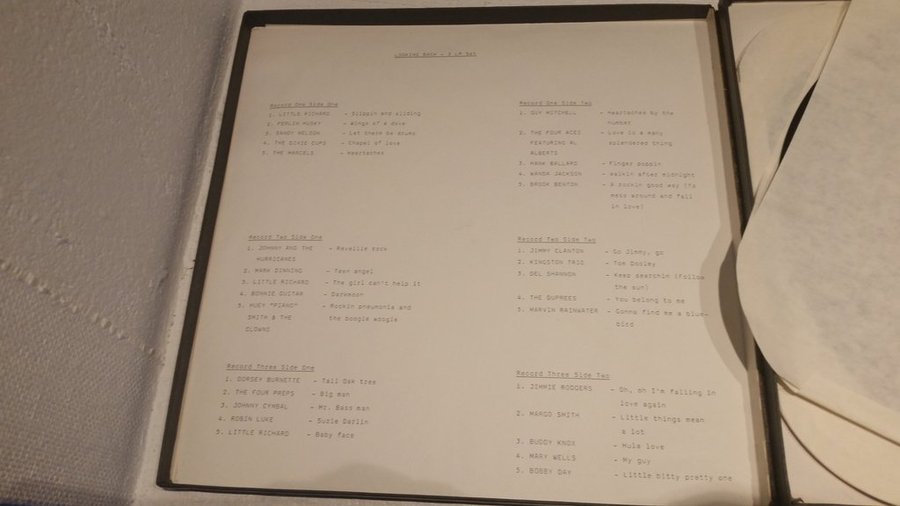 LOOKING BACK - 3 LP SET
Record One Side One
1. LITTLE RICHARD - Slippin and sliding
2. FERLIN HUSKY - Wings of a dove
3. SANDY NELSON - Let there be drums
4. THE DIXIE CUPS - Chapel of love
5. THE MARCELS - Heartaches
Record One Side Two
1. GUY MITCHELL - Heartaches by the
number
2. THE FOUR ACES - Love is a many
FEATURING AL splendered thing
ALBERTS
3. HANK BALLARD - Finger poppin
4. WANDA JACKSON - Walkin after midnight
5. BROOK BENTON - A rockin good way (To
mess around and fall
in love)
Record Two Side One
1. JOHNNY AND THE - Reveille rock
HURRICANES
2. MARK DINNING - Teen angel
3. LITTLE RICHARD - The girl can't help it
4. BONNIE GUITAR - Darkmoon
5. HUEY "PIANO" - Rockin pneumonia and
SMITH & THE the boogie woogie
CLOWNS
Record Two Side Two
1. JIMMY CLANTON - Go Jimmy, go
2. KINGSTON TRIO - Tom Dooley
3. DEL SHANNON - Keep searchin (Follow
the sun)
4. THE DUPREES - You belong to me
5. MARVIN RAINWATER - Gonna find me a blue-
bird
Record Three Side One
1. DORSEY BURNETTE - Tall Oak tree
2. THE FOUR PREPS - Big man
3. JOHNNY CYMBAL - Mr. Bass man
4. ROBIN LUKE - Suzie Darlin
5. LITTLE RICHARD - Baby face
Record Three Side Two
1. JIMMIE RODGERS - Oh, oh I'm falling in
love again
2. MARGO SMITH - Little things mean
a lot
3. BUDDY KNOX - Hula love
4. MARY WELLS - My guy
5. BOBBY DAY - Little bitty pretty one